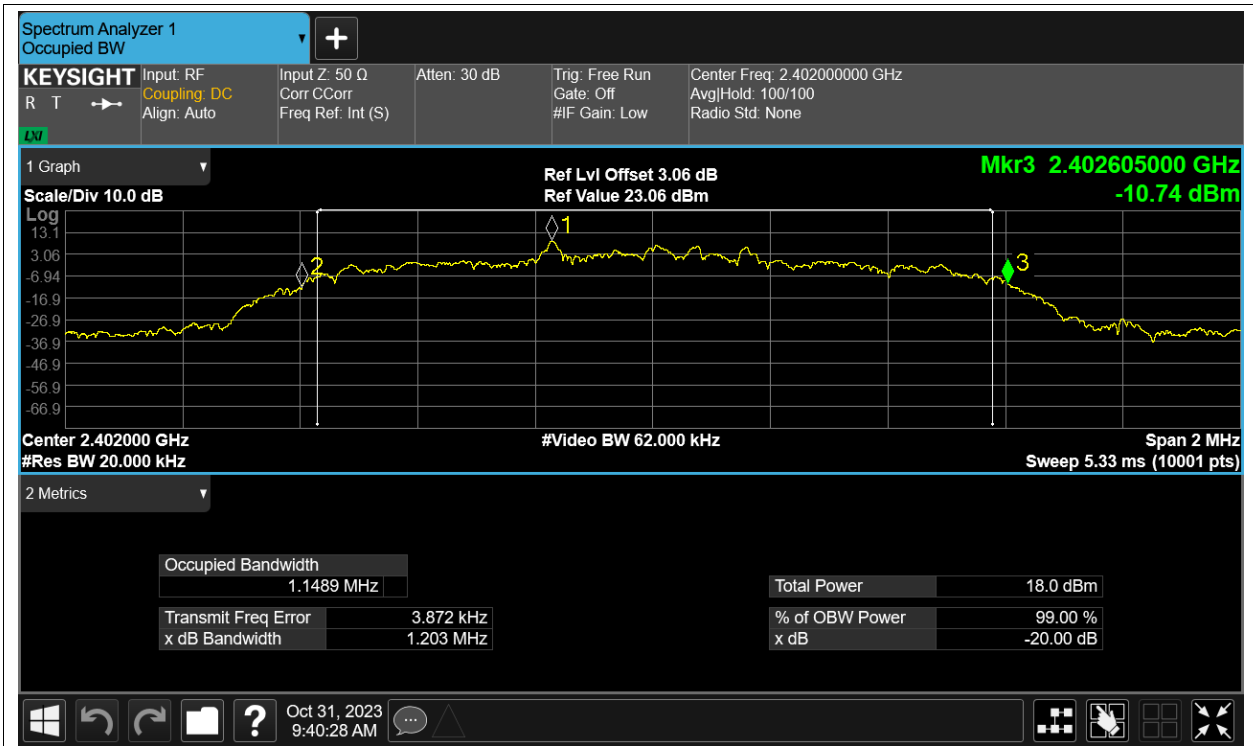 Spectrum Analyzer 1
Occupied BW
KEYSIGHT
R T
LXI
Input: RF
Coupling: DC
Align: Auto
Input Z: 50 Ω
Corr CCorr
Freq Ref: Int (S)
Atten: 30 dB
Trig: Free Run
Gate: Off
#IF Gain: Low
Center Freq: 2.402000000 GHz
Avg|Hold: 100/100
Radio Std: None
1 Graph
Scale/Div 10.0 dB
Ref Lvl Offset 3.06 dB
Ref Value 23.06 dBm
Mkr3 2.402605000 GHz
-10.74 dBm
Log
13.1
3.06
-6.94
-16.9
-26.9
-36.9
-46.9
-56.9
-66.9
1
2
3
Center 2.402000 GHz
#Res BW 20.000 kHz
#Video BW 62.000 kHz
Span 2 MHz
Sweep 5.33 ms (10001 pts)
2 Metrics
Occupied Bandwidth
1.1489 MHz
Transmit Freq Error 3.872 kHz
x dB Bandwidth 1.203 MHz
Total Power 18.0 dBm
% of OBW Power 99.00 %
x dB -20.00 dB
?
Oct 31, 2023
9:40:28 AM